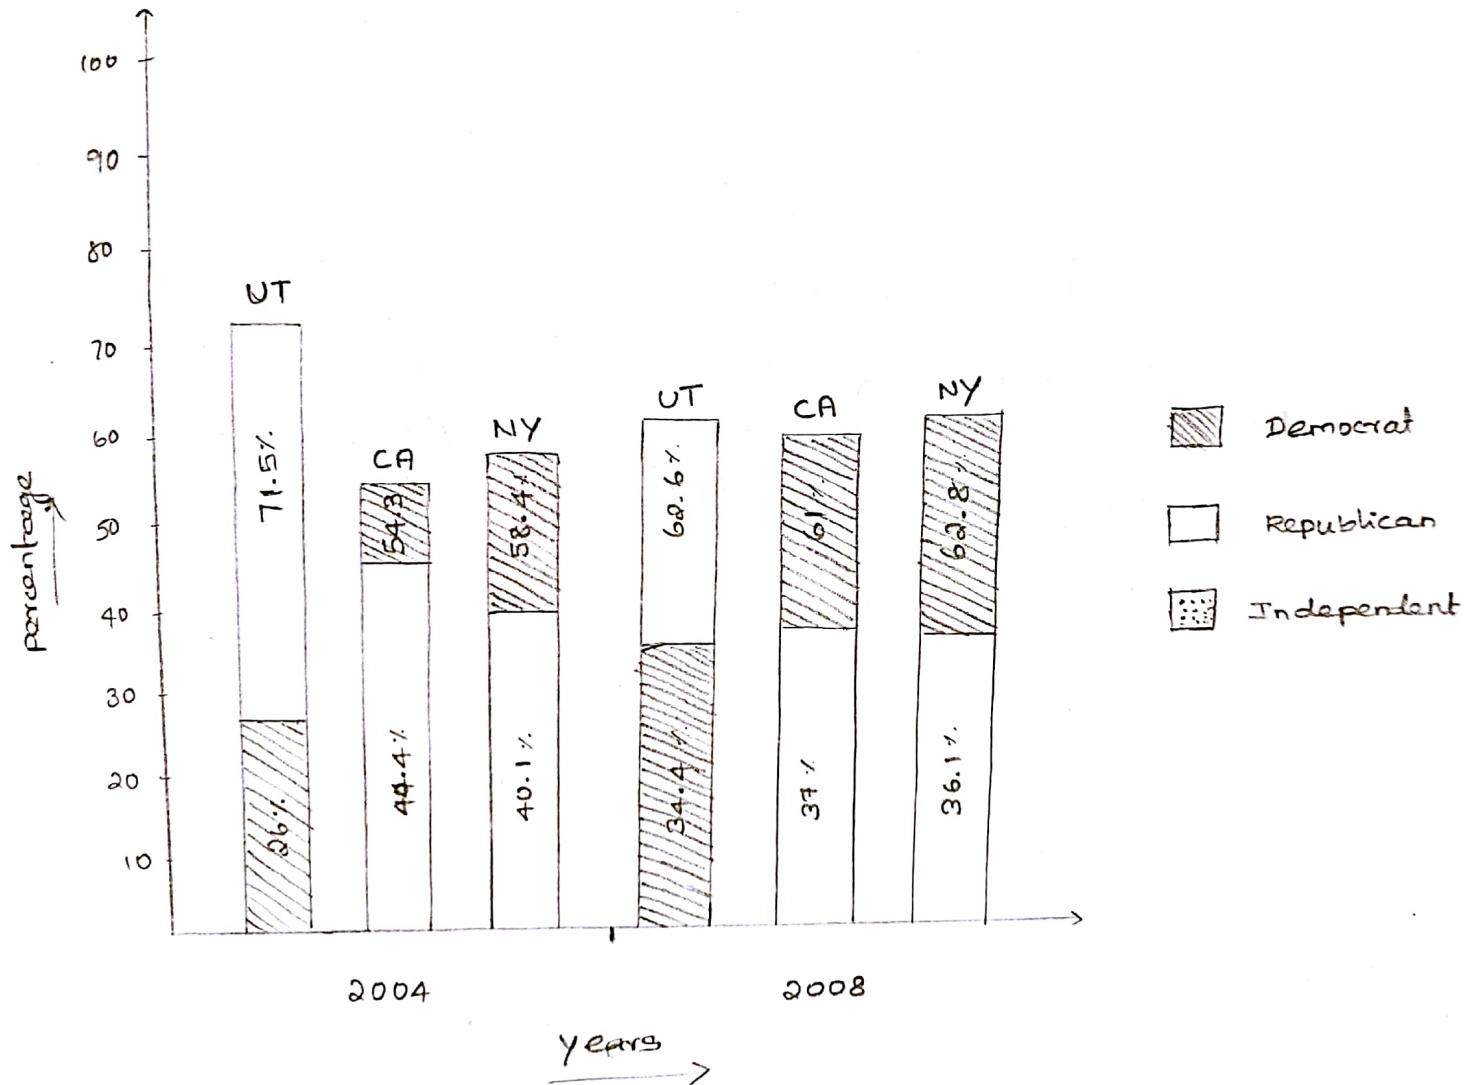 100
90
80
70
60
50
40
30
20
10
percentage
UT
71.5%
26%
CA
54.3
44.4%
NY
58.4%
40.1%
UT
62.6%
34.4%
CA
61%
37%
NY
62.8%
36.1%
2004
2008
years
Democrat
Republican
Independent